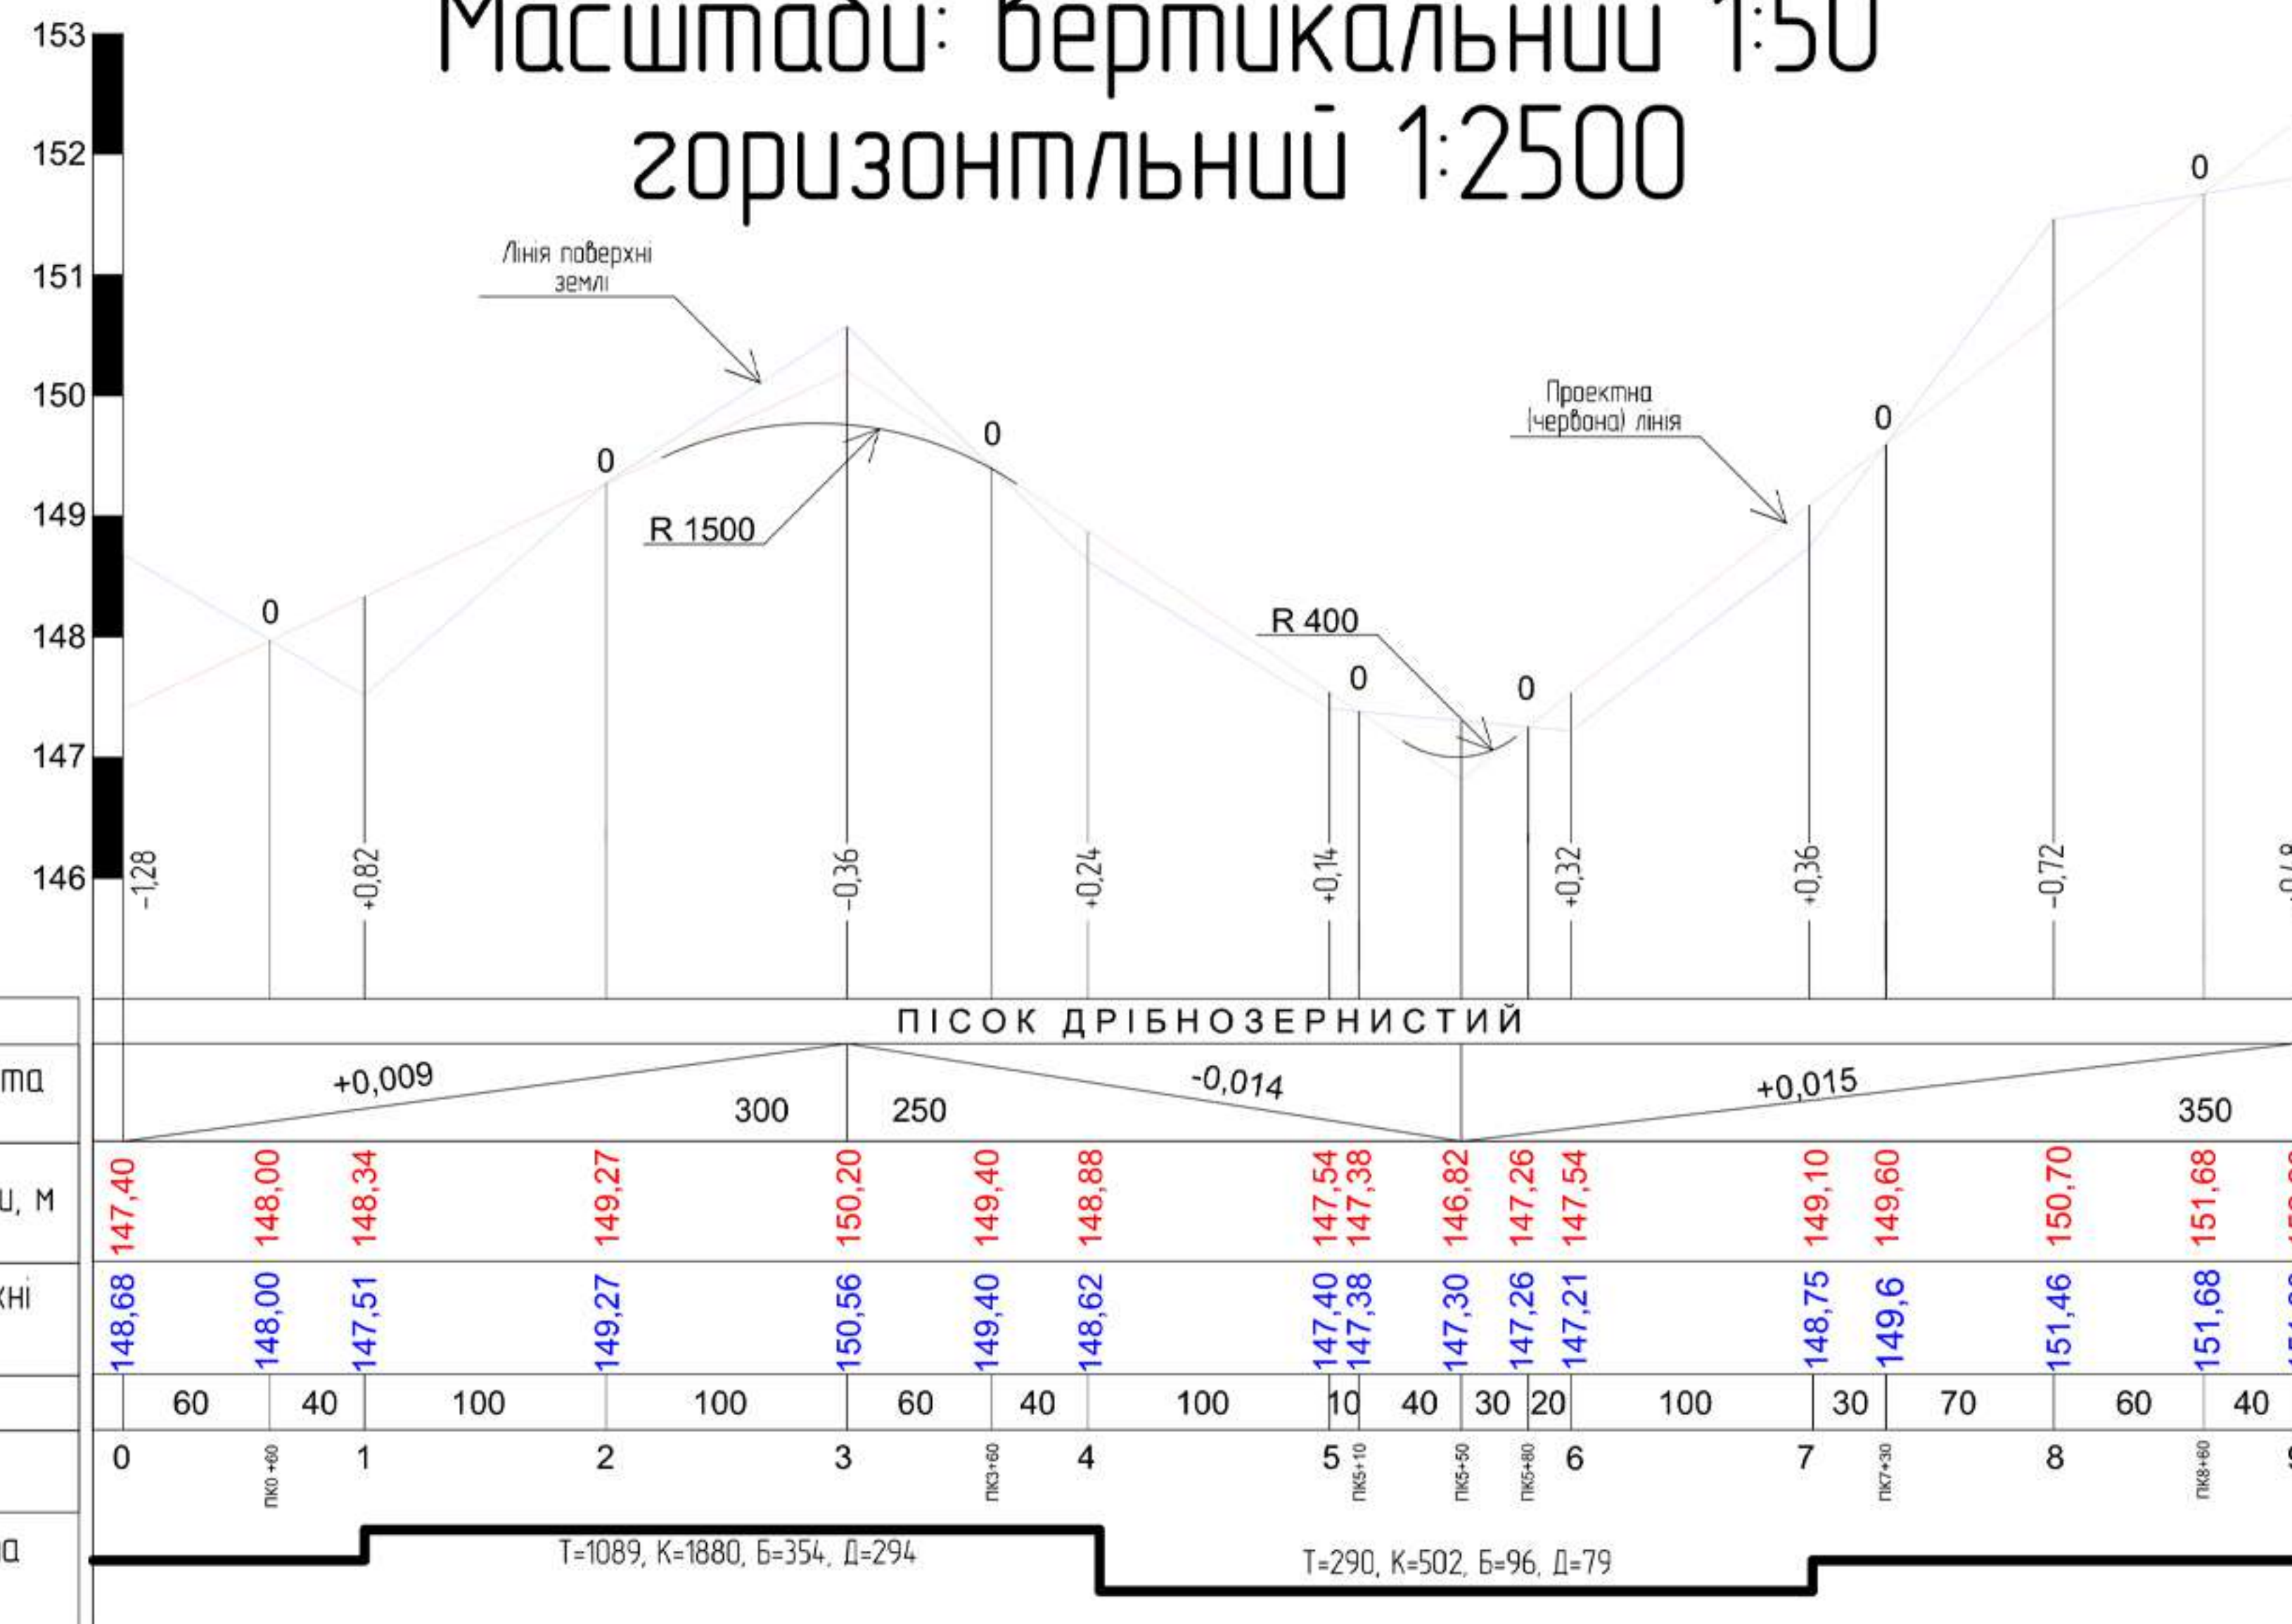 Масштаби: вертикальний 1:50
горизонтльний 1:2500
153
152
151
150
149
148
147
146
Лінія поверхні
землі
Проектна
(червона) лінія
R 1500
R 400
0
0
0
0
0
0
0
-1,28
+0,82
-0,36
+0,24
+0,14
+0,32
+0,36
-0,72
ПІСОК ДРІБНОЗЕРНИСТИЙ
та
+0,009 -0,014 +0,015
300 250 350
и, м
147,40 148,00 148,34 149,27 150,20 149,40 148,88 147,54 147,38 146,82 147,26 147,54 149,10 149,60 150,70 151,68
хні
148,68 148,00 147,51 149,27 150,56 149,40 148,62 147,40 147,38 147,30 147,26 147,21 148,75 149,6 151,46 151,68
60 40 100 100 60 40 100 10 40 30 20 100 30 70 60 40
0 ПК0 +60 1 2 3 ПК3+60 4 5 ПК5+10 ПК5+50 ПК5+80 6 7 ПК7+30 8 ПК8+60
а
Т=1089, К=1880, Б=354, Д=294
Т=290, К=502, Б=96, Д=79